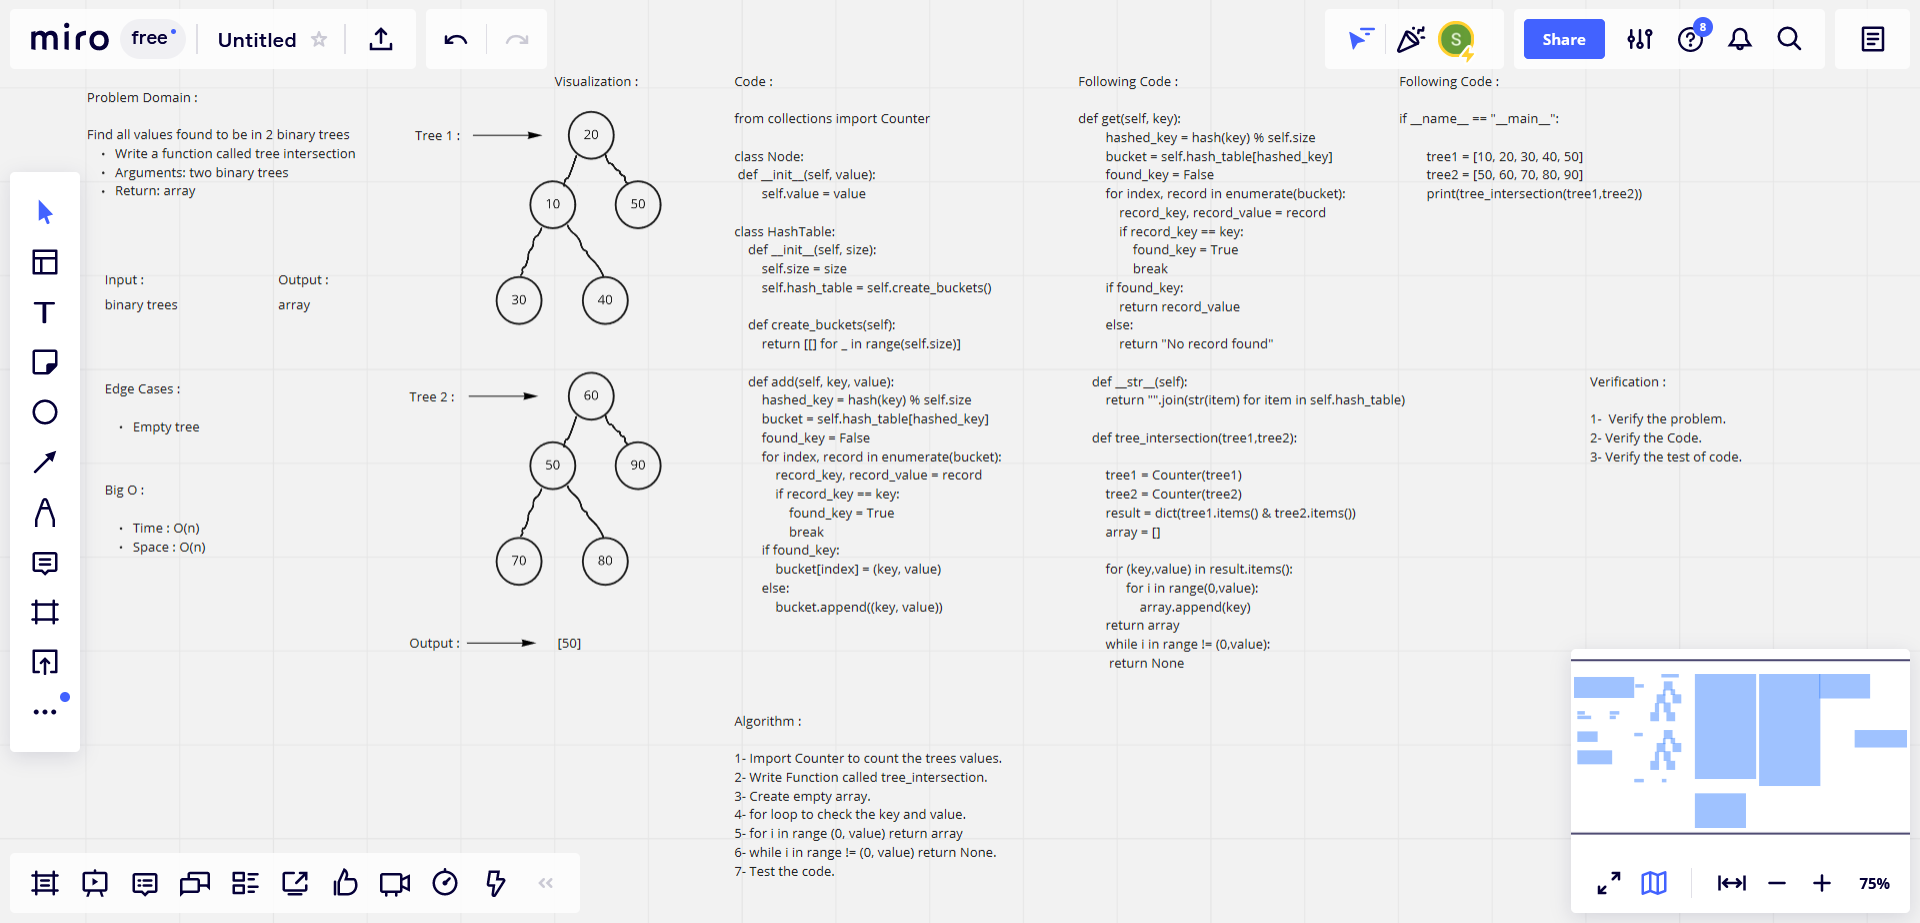 miro
free
Untitled
S
Share
8
Problem Domain :
Find all values found to be in 2 binary trees
• Write a function called tree intersection
• Arguments: two binary trees
• Return: array
Input :
binary trees
Output :
array
Edge Cases :
• Empty tree
Big O :
• Time : O(n)
• Space : O(n)
Visualization :
Tree 1 :
20
10
50
30
40
Tree 2 :
60
50
90
70
80
Output :
[50]
Code :
from collections import Counter
class Node:
def __init__(self, value):
self.value = value
class HashTable:
def __init__(self, size):
self.size = size
self.hash_table = self.create_buckets()
def create_buckets(self):
return [[] for _ in range(self.size)]
def add(self, key, value):
hashed_key = hash(key) % self.size
bucket = self.hash_table[hashed_key]
found_key = False
for index, record in enumerate(bucket):
record_key, record_value = record
if record_key == key:
found_key = True
break
if found_key:
bucket[index] = (key, value)
else:
bucket.append((key, value))
Algorithm :
1- Import Counter to count the trees values.
2- Write Function called tree_intersection.
3- Create empty array.
4- for loop to check the key and value.
5- for i in range (0, value) return array
6- while i in range != (0, value) return None.
7- Test the code.
Following Code :
def get(self, key):
hashed_key = hash(key) % self.size
bucket = self.hash_table[hashed_key]
found_key = False
for index, record in enumerate(bucket):
record_key, record_value = record
if record_key == key:
found_key = True
break
if found_key:
return record_value
else:
return "No record found"
def __str__(self):
return "".join(str(item) for item in self.hash_table)
def tree_intersection(tree1,tree2):
tree1 = Counter(tree1)
tree2 = Counter(tree2)
result = dict(tree1.items() & tree2.items())
array = []
for (key,value) in result.items():
for i in range(0,value):
array.append(key)
return array
while i in range != (0,value):
return None
Following Code :
if __name__ == "__main__":
tree1 = [10, 20, 30, 40, 50]
tree2 = [50, 60, 70, 80, 90]
print(tree_intersection(tree1,tree2))
Verification :
1-  Verify the problem.
2- Verify the Code.
3- Verify the test of code.
75%